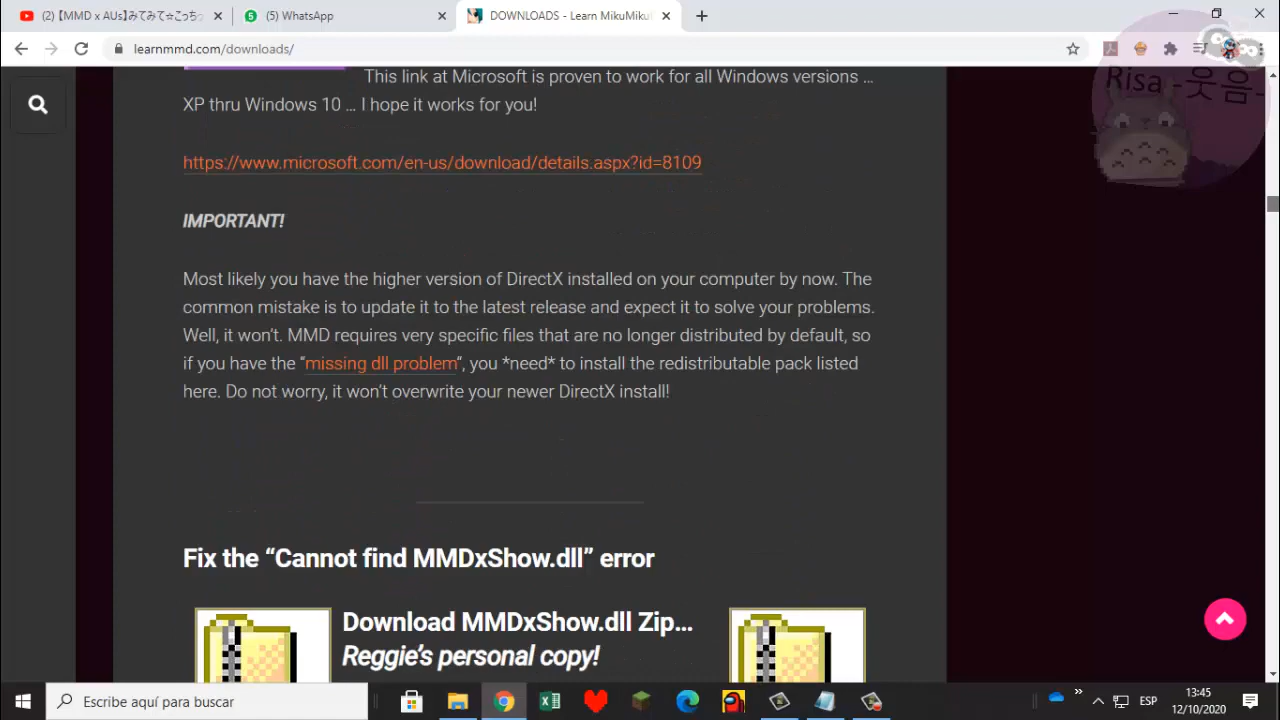 (2) 【MMD x AUs】みてみて☆こっちっ
(5) WhatsApp
DOWNLOADS - Learn MikuMiku
learnmmd.com/downloads/
Risa -웃음-
This link at Microsoft is proven to work for all Windows versions …
XP thru Windows 10 … I hope it works for you!
https://www.microsoft.com/en-us/download/details.aspx?id=8109
IMPORTANT!
Most likely you have the higher version of DirectX installed on your computer by now. The
common mistake is to update it to the latest release and expect it to solve your problems.
Well, it won’t. MMD requires very specific files that are no longer distributed by default, so
if you have the “missing dll problem“, you *need* to install the redistributable pack listed
here. Do not worry, it won’t overwrite your newer DirectX install!
Fix the “Cannot find MMDxShow.dll” error
Download MMDxShow.dll Zip…
Reggie’s personal copy!
Escribe aquí para buscar
ESP
13:45
12/10/2020